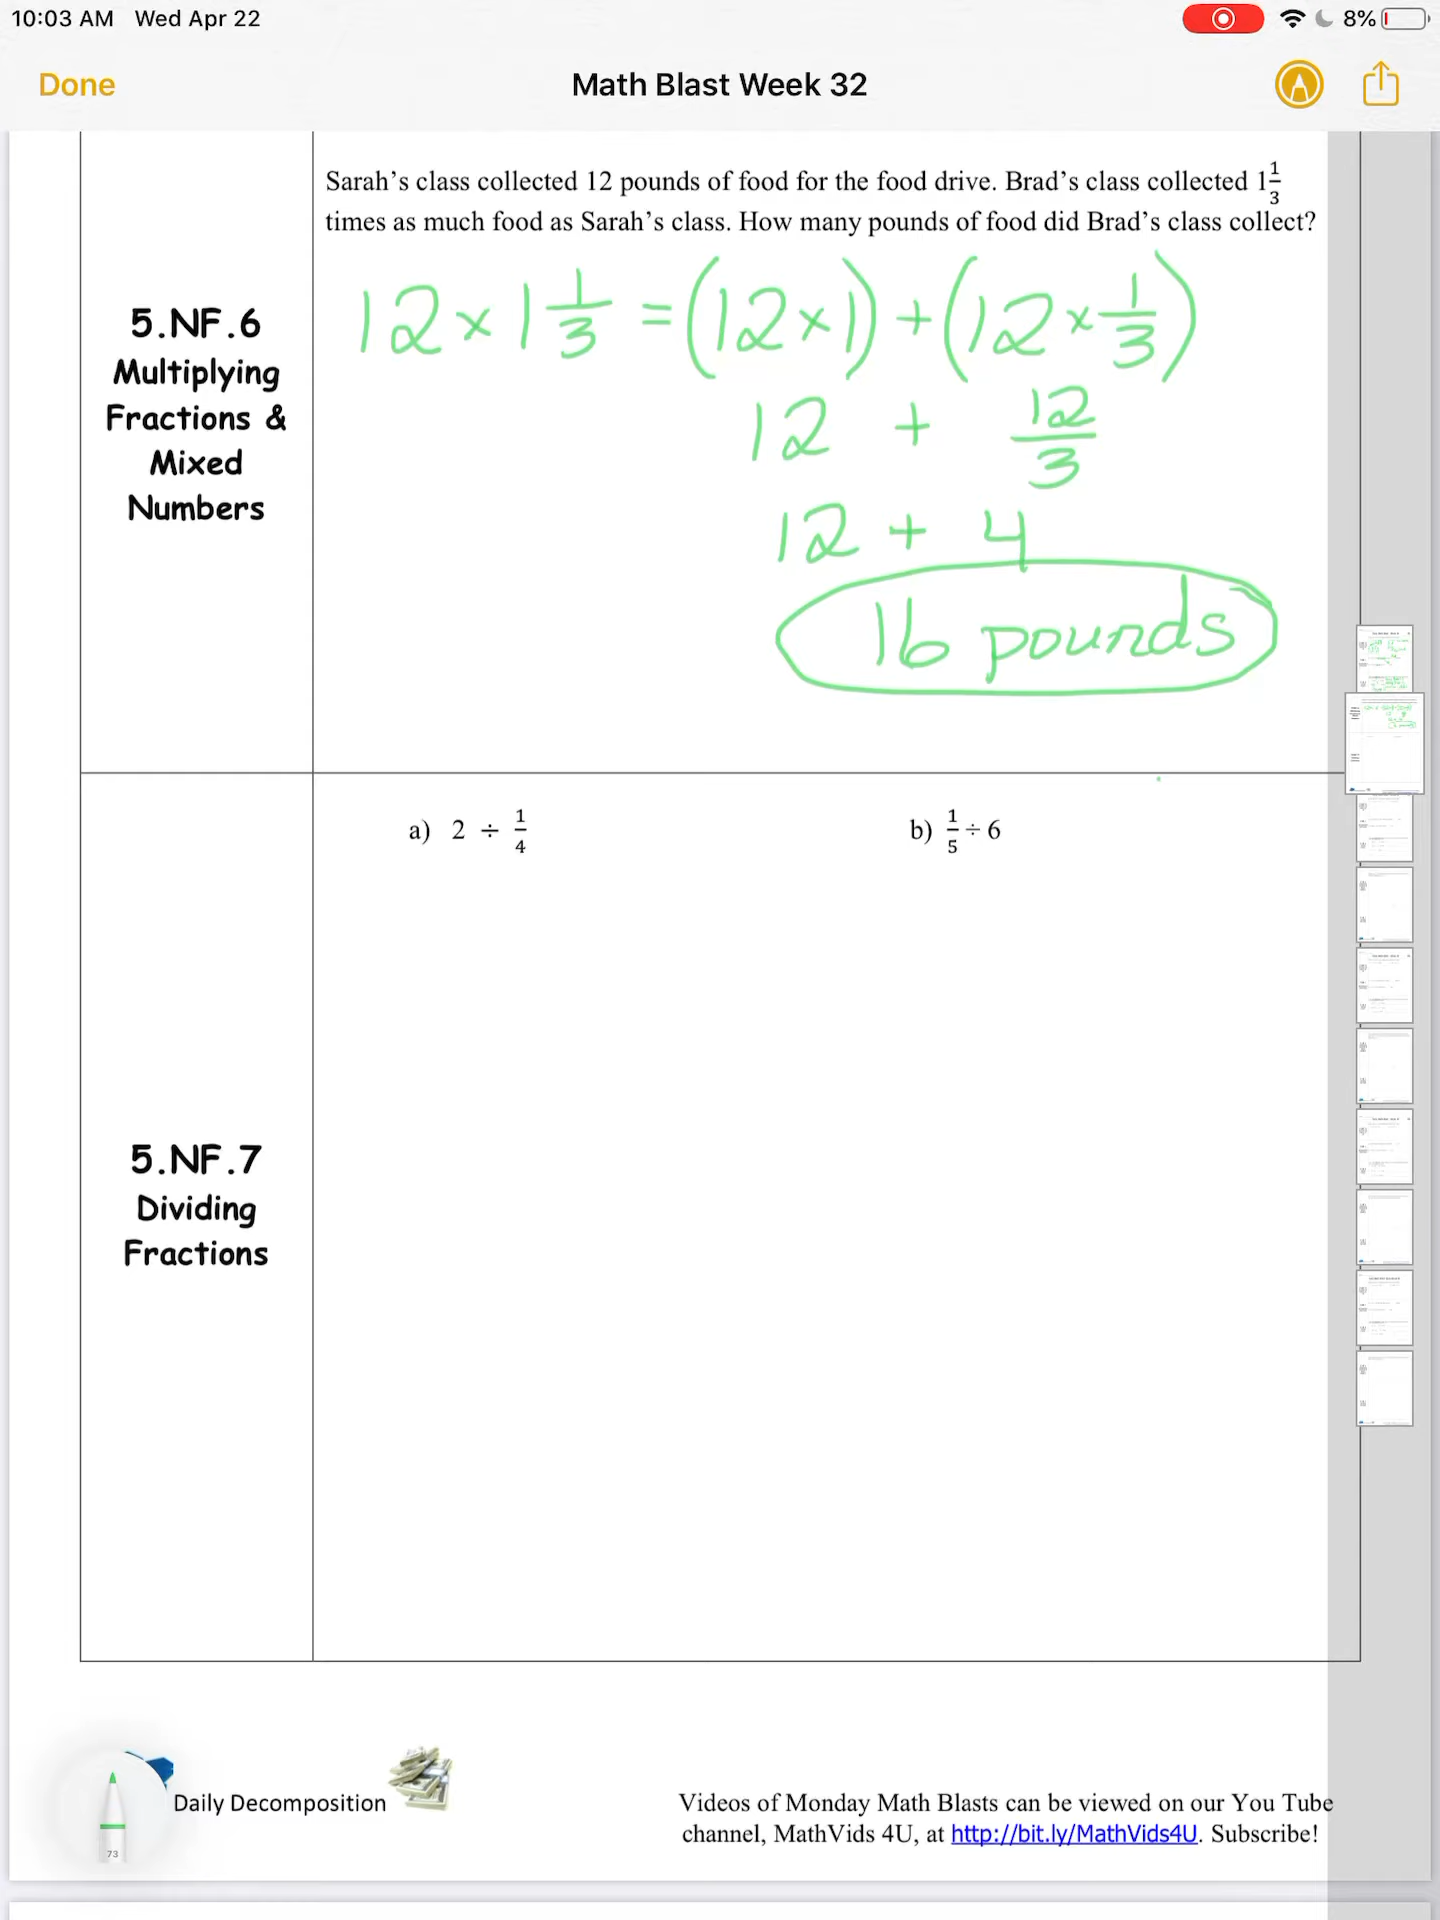 10:03 AM Wed Apr 22
8%
Done
Math Blast Week 32
Sarah's class collected 12 pounds of food for the food drive. Brad's class collected 1 1/3
times as much food as Sarah's class. How many pounds of food did Brad's class collect?
5.NF.6
Multiplying
Fractions &
Mixed
Numbers
12 × 1 1/3 = (12×1) + (12 × 1/3)
12 + 12/3
12 + 4
16 pounds
5.NF.7
Dividing
Fractions
a) 2 ÷ 1/4
b) 1/5 ÷ 6
73
Daily Decomposition
Videos of Monday Math Blasts can be viewed on our You Tube
channel, MathVids 4U, at http://bit.ly/MathVids4U. Subscribe!